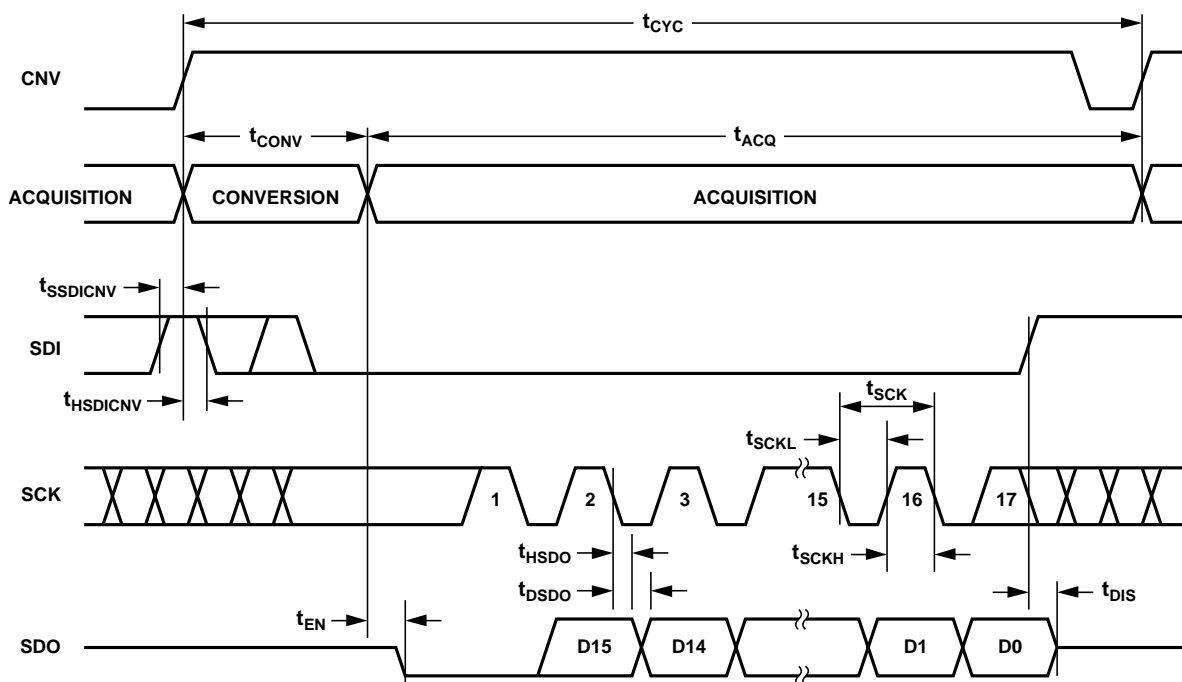 tCYC
CNV
tCONV
tACQ
ACQUISITION
CONVERSION
ACQUISITION
tSSDICNV
SDI
tHSDICNV
tSCK
tSCKL
SCK
1
2
3
15
16
17
tHSDO
tSCKH
tDSDO
tDIS
tEN
SDO
D15
D14
D1
D0